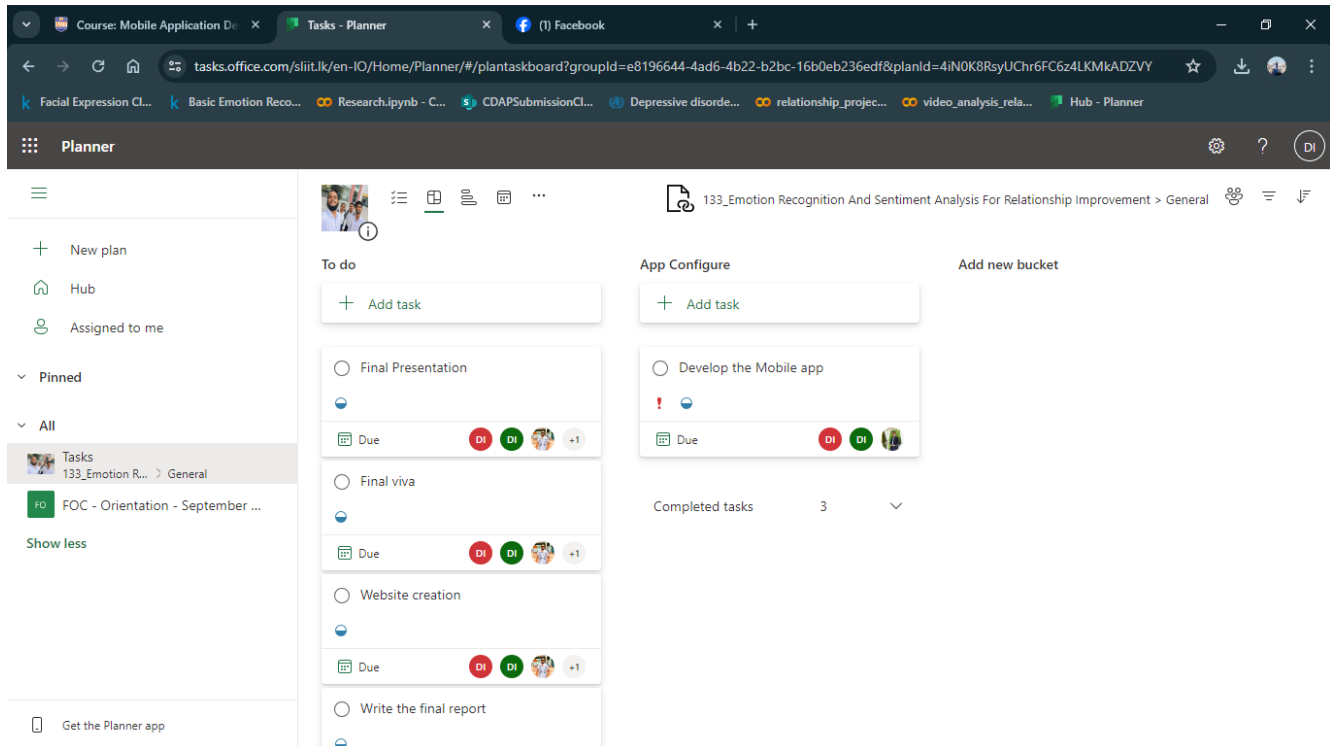 Course: Mobile Application De
Tasks - Planner
(1) Facebook
tasks.office.com/sliit.lk/en-IO/Home/Planner/#/plantaskboard?groupId=e8196644-4ad6-4b22-b2bc-16b0eb236edf&planId=4iN0K8RsyUChr6FC6z4LKMkADZVY
Facial Expression Cl...
Basic Emotion Reco...
Research.ipynb - C...
CDAPSubmissionCl...
Depressive disorde...
relationship_projec...
video_analysis_rela...
Hub - Planner
Planner
DI
133_Emotion Recognition And Sentiment Analysis For Relationship Improvement > General
New plan
Hub
Assigned to me
Pinned
All
Tasks
133_Emotion R... > General
FO
FOC - Orientation - September ...
Show less
Get the Planner app
To do
Add task
Final Presentation
Due
DI DI +1
Final viva
Due
DI DI +1
Website creation
Due
DI DI +1
Write the final report
App Configure
Add task
Develop the Mobile app
Due
DI DI
Completed tasks 3
Add new bucket